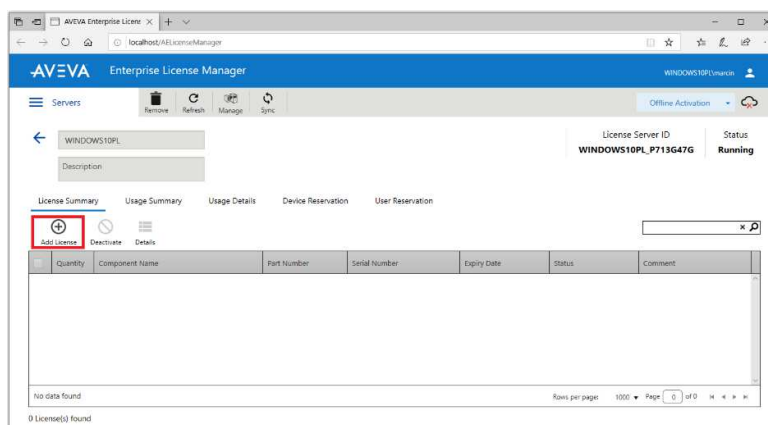 AVEVA Enterprise Licens
localhost/AELicenseManager
AVEVA Enterprise License Manager WINDOWS10PL\marcin
Servers Remove Refresh Manage Sync Offline Activation
WINDOWS10PL License Server ID Status
Description WINDOWS10PL_P713G47G Running
License Summary Usage Summary Usage Details Device Reservation User Reservation
Add License Deactivate Details
Quantity Component Name Part Number Serial Number Expiry Date Status Comment
No data found Rows per page: 1000 Page 0 of 0
0 License(s) found